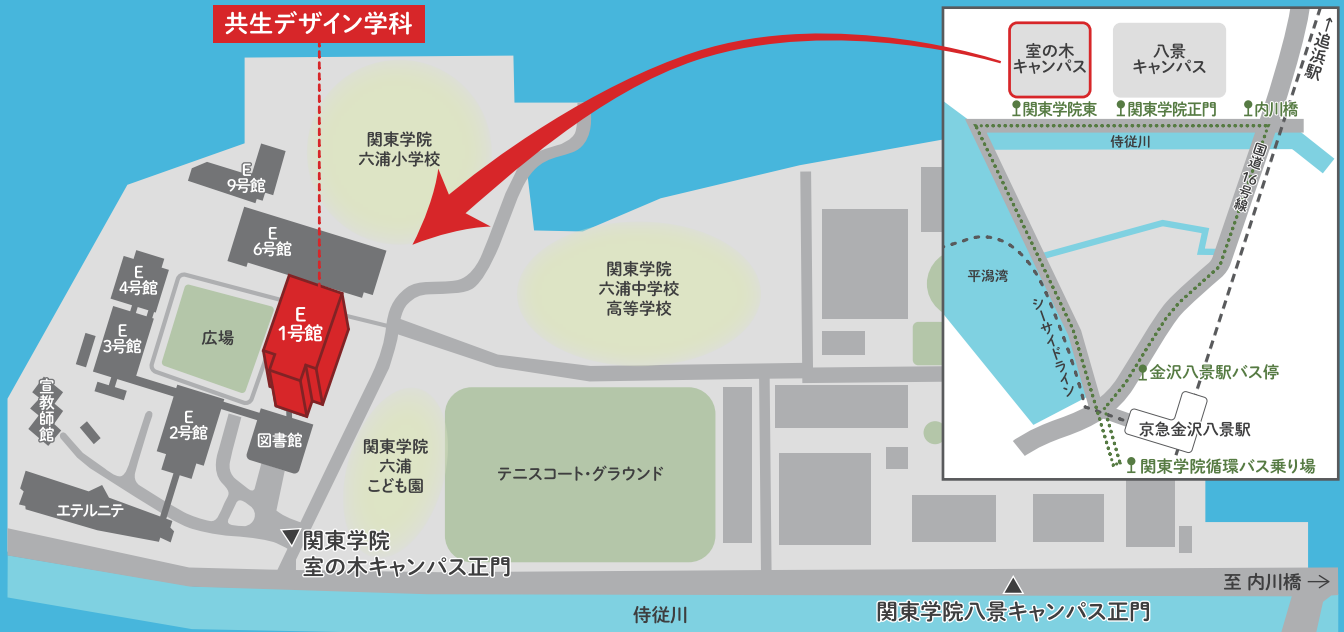 共生デザイン学科
関東学院
六浦小学校
E
9号館
E
6号館
E
4号館
E
3号館
広場
E
1号館
宣教師館
E
2号館
図書館
エテルニテ
関東学院
六浦中学校
高等学校
関東学院
六浦
こども園
テニスコート・グラウンド
関東学院
室の木キャンパス正門
関東学院八景キャンパス正門
至 内川橋→
侍従川
室の木
キャンパス
八景
キャンパス
↑追浜駅
関東学院東
関東学院正門
内川橋
侍従川
国道16号線
平潟湾
シーサイドライン
金沢八景駅バス停
京急金沢八景駅
関東学院循環バス乗り場